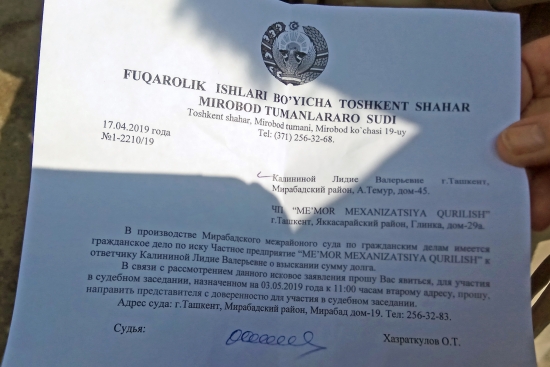 FUQAROLIK ISHLARI BO'YICHA TOSHKENT SHAHAR
MIROBOD TUMANLARARO SUDI
Toshkent shahar, Mirobod tumani, Mirobod ko'chasi 19-uy
Tel: (371) 256-32-68.
17.04.2019 года
№1-2210/19
Калининой Лидие Валерьевне г.Ташкент,
Мирабадский район, А.Темур, дом-45.
ЧП "ME'MOR MEXANIZATSIYA QURILISH"
г.Ташкент, Яккасарайский район, Глинка, дом-29а.
В производстве Мирабадского межрайоного суда по гражданским делам имеется
гражданское дело по иску Частное предприятие "ME'MOR MEXANIZATSIYA QURILISH" к
ответчику Калининой Лидие Валеревне о взыскании сумму долга.
В связи с рассмотрением данного исковое заявления прошу Вас явиться, для участия
в судебном заседании, назначенном на 03.05.2019 года к 11:00 часам второму адресу, прошу,
направить представителя с доверенностью для участия в судебном заседании.
Адрес суда: г.Ташкент, Мирабадский район, Мирабад дом-19. Тел: 256-32-83.
Судья: Хазраткулов О.Т.